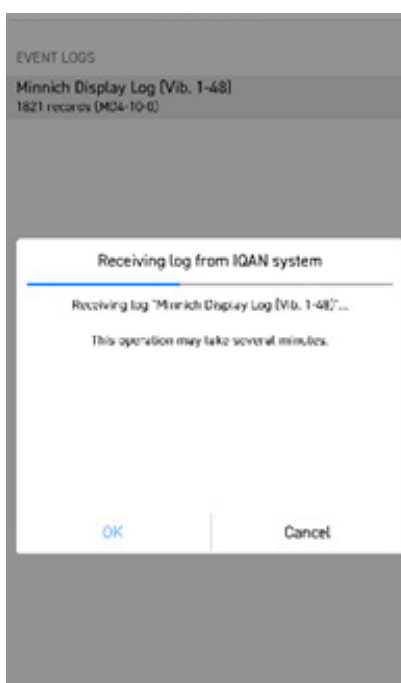 EVENT LOGS
Minnich Display Log (Vib. 1-48)
1821 records (MD4-10-0)
Receiving log from IQAN system
Receiving log "Minnich Display Log (Vib. 1-48)"...
This operation may take several minutes.
OK
Cancel